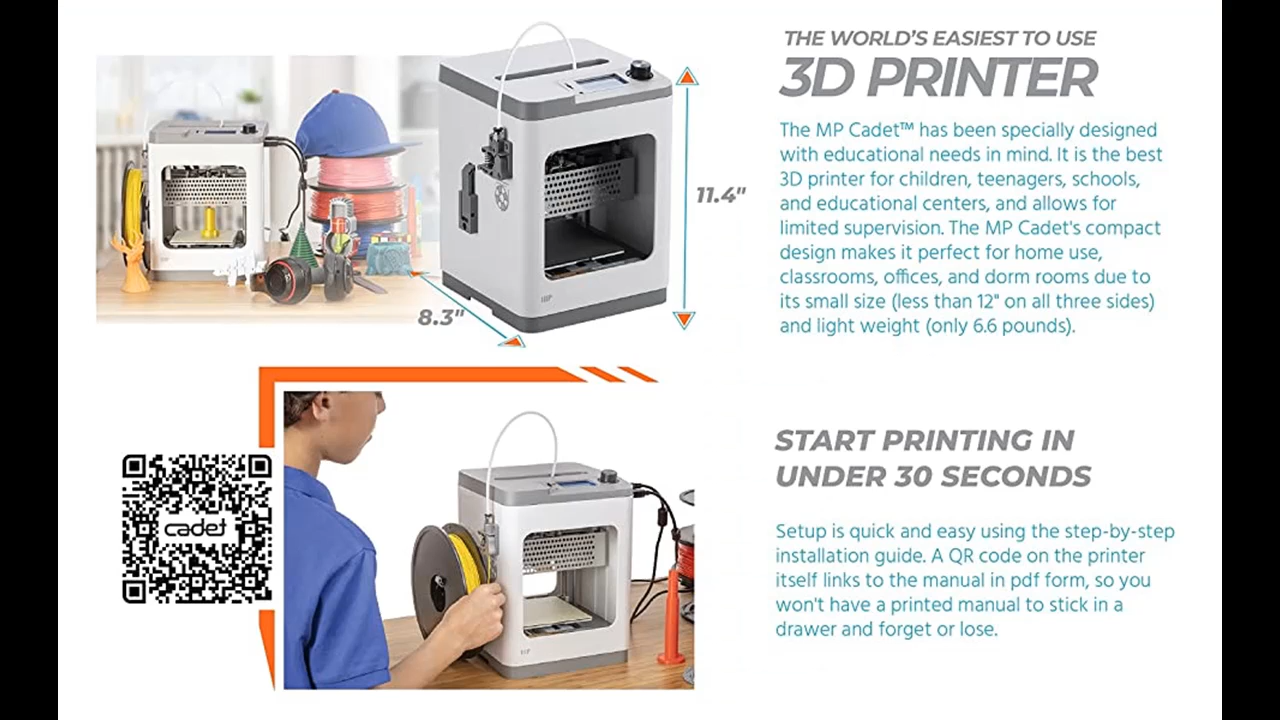 THE WORLD'S EASIEST TO USE
3D PRINTER
The MP Cadet™ has been specially designed
with educational needs in mind. It is the best
3D printer for children, teenagers, schools,
and educational centers, and allows for
limited supervision. The MP Cadet's compact
design makes it perfect for home use,
classrooms, offices, and dorm rooms due to
its small size (less than 12" on all three sides)
and light weight (only 6.6 pounds).
11.4"
8.3"
MP
START PRINTING IN
UNDER 30 SECONDS
Setup is quick and easy using the step-by-step
installation guide. A QR code on the printer
itself links to the manual in pdf form, so you
won't have a printed manual to stick in a
drawer and forget or lose.
cadet
MP